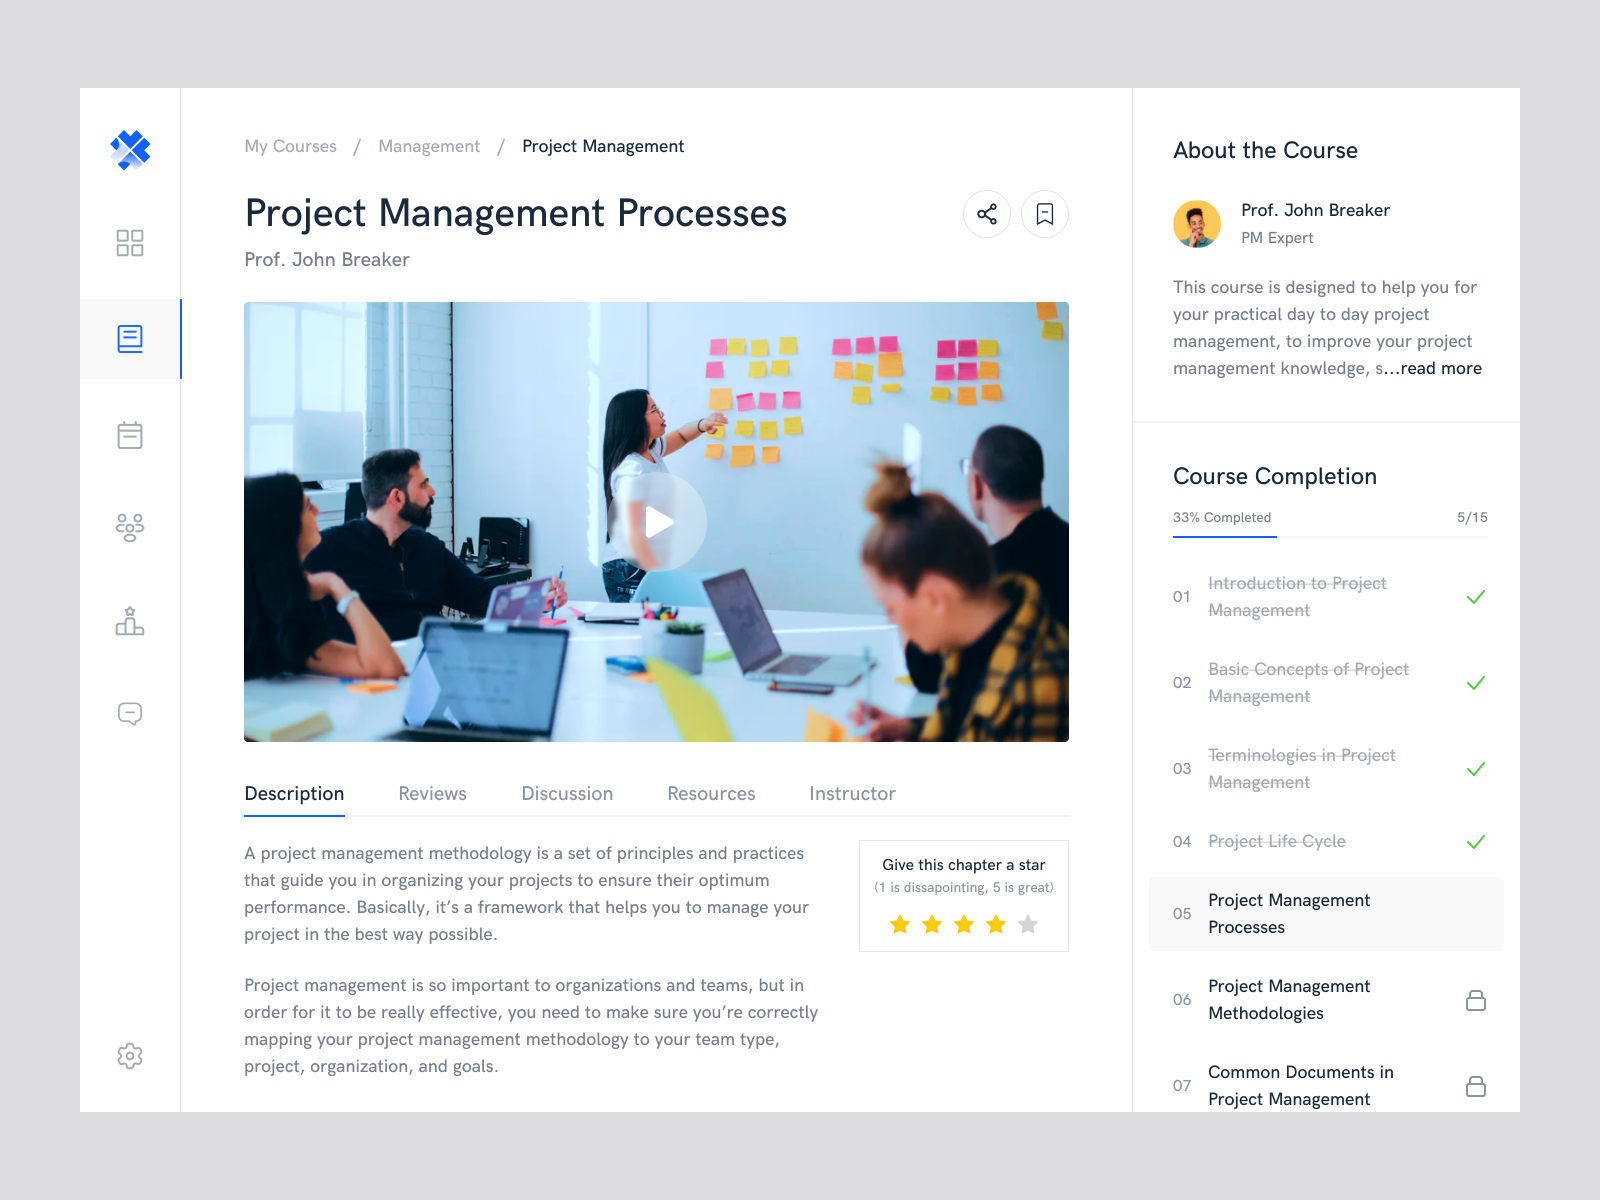 My Courses / Management / Project Management
Project Management Processes
Prof. John Breaker
Description Reviews Discussion Resources Instructor
A project management methodology is a set of principles and practices
that guide you in organizing your projects to ensure their optimum
performance. Basically, it’s a framework that helps you to manage your
project in the best way possible.
Project management is so important to organizations and teams, but in
order for it to be really effective, you need to make sure you’re correctly
mapping your project management methodology to your team type,
project, organization, and goals.
Give this chapter a star
(1 is dissapointing, 5 is great)
About the Course
Prof. John Breaker
PM Expert
This course is designed to help you for
your practical day to day project
management, to improve your project
management knowledge, s...read more
Course Completion
33% Completed 5/15
01 Introduction to Project
Management
02 Basic Concepts of Project
Management
03 Terminologies in Project
Management
04 Project Life Cycle
05 Project Management
Processes
06 Project Management
Methodologies
07 Common Documents in
Project Management